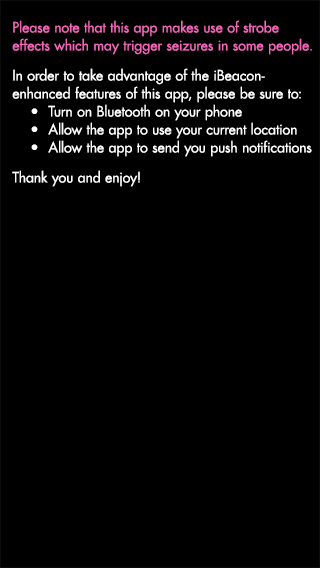 Please note that this app makes use of strobe
effects which may trigger seizures in some people.
In order to take advantage of the iBeacon-
enhanced features of this app, please be sure to:
• Turn on Bluetooth on your phone
• Allow the app to use your current location
• Allow the app to send you push notifications
Thank you and enjoy!